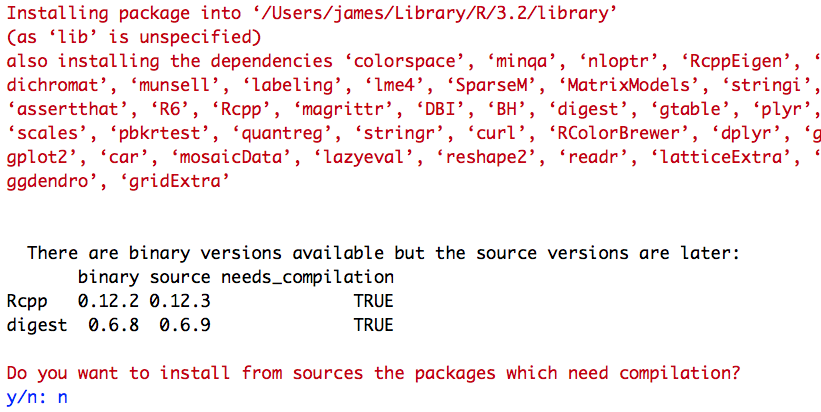 Installing package into ‘/Users/james/Library/R/3.2/library’
(as ‘lib’ is unspecified)
also installing the dependencies ‘colorspace’, ‘minqa’, ‘nloptr’, ‘RcppEigen’, ‘
dichromat’, ‘munsell’, ‘labeling’, ‘lme4’, ‘SparseM’, ‘MatrixModels’, ‘stringi’,
‘assertthat’, ‘R6’, ‘Rcpp’, ‘magrittr’, ‘DBI’, ‘BH’, ‘digest’, ‘gtable’, ‘plyr’,
‘scales’, ‘pbkrtest’, ‘quantreg’, ‘stringr’, ‘curl’, ‘RColorBrewer’, ‘dplyr’, ‘g
gplot2’, ‘car’, ‘mosaicData’, ‘lazyeval’, ‘reshape2’, ‘readr’, ‘latticeExtra’, ‘
ggdendro’, ‘gridExtra’
There are binary versions available but the source versions are later:
binary source needs_compilation
Rcpp 0.12.2 0.12.3 TRUE
digest 0.6.8 0.6.9 TRUE
Do you want to install from sources the packages which need compilation?
y/n: n